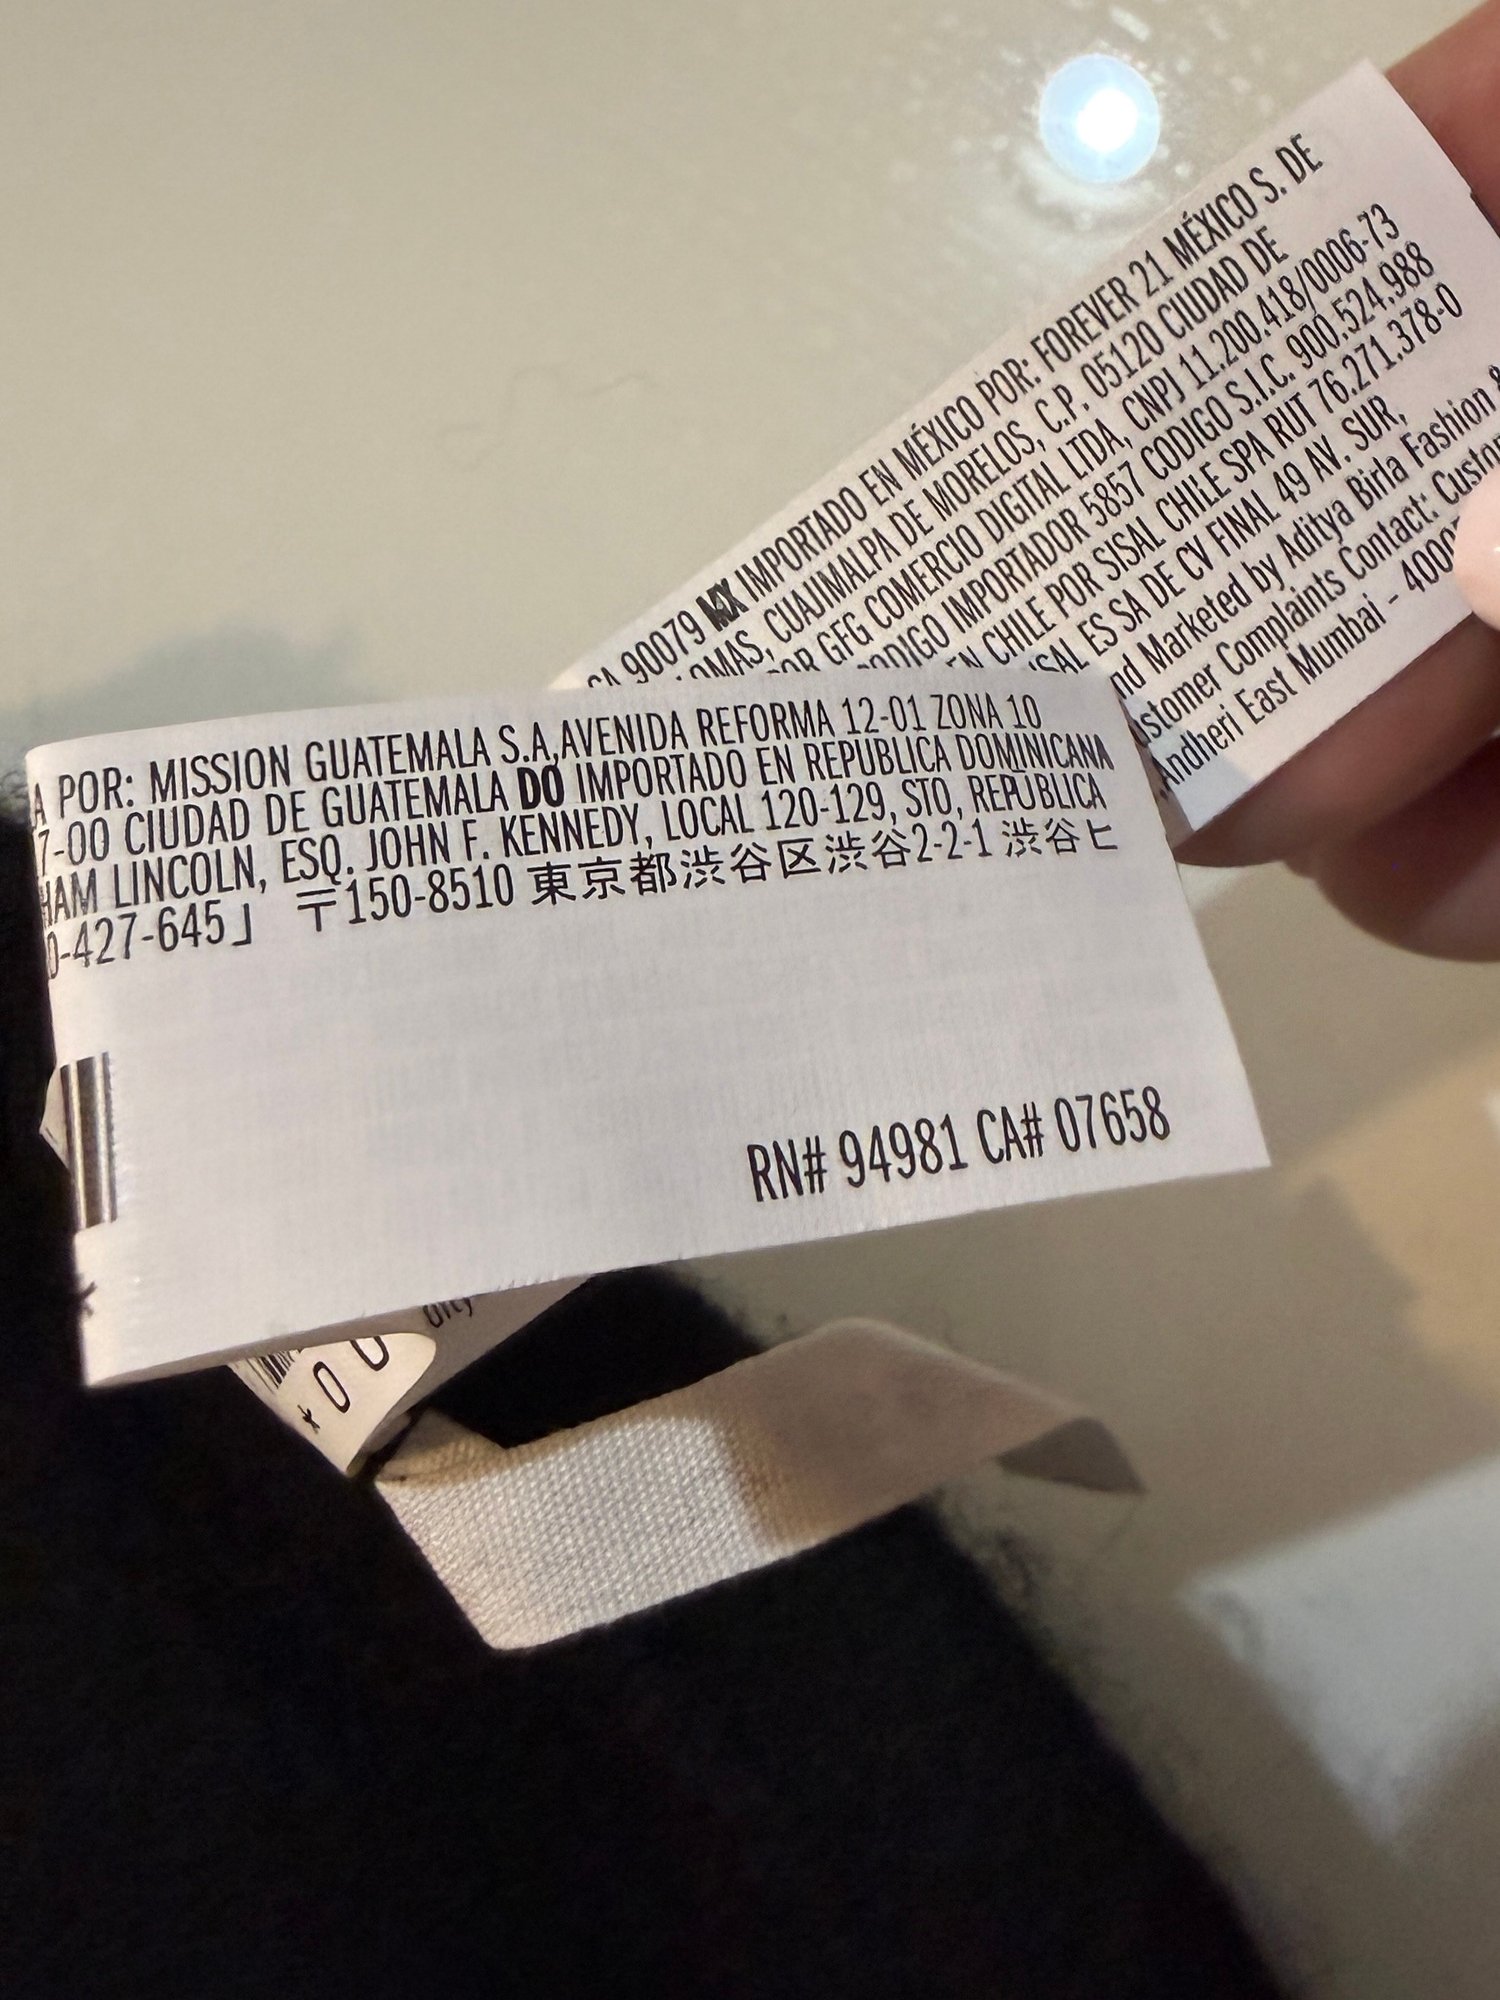 CA 90079 MX IMPORTADO EN MÉXICO POR: FOREVER 21 MÉXICO S. DE
LOMAS, CUAJIMALPA DE MORELOS, C.P. 05120 CIUDAD DE
POR GFG COMERCIO DIGITAL LTDA, CNPJ 11.200.418/0006-73
CODIGO IMPORTADOR 5857 CODIGO S.I.C. 900.524.988
EN CHILE POR SISAL CHILE SPA RUT 76.271.378-0
ES SA DE CV FINAL 49 AV. SUR,
nd Marketed by Aditya Birla Fashion &
ustomer Complaints Contact: Custom
Andheri East Mumbai - 4000
A POR: MISSION GUATEMALA S.A,AVENIDA REFORMA 12-01 ZONA 10
7-00 CIUDAD DE GUATEMALA DO IMPORTADO EN REPUBLICA DOMINICANA
HAM LINCOLN, ESQ. JOHN F. KENNEDY, LOCAL 120-129, STO, REPÚBLICA
0-427-645」 〒150-8510 東京都渋谷区渋谷2-2-1 渋谷ヒ
RN# 94981 CA# 07658
* 0 0